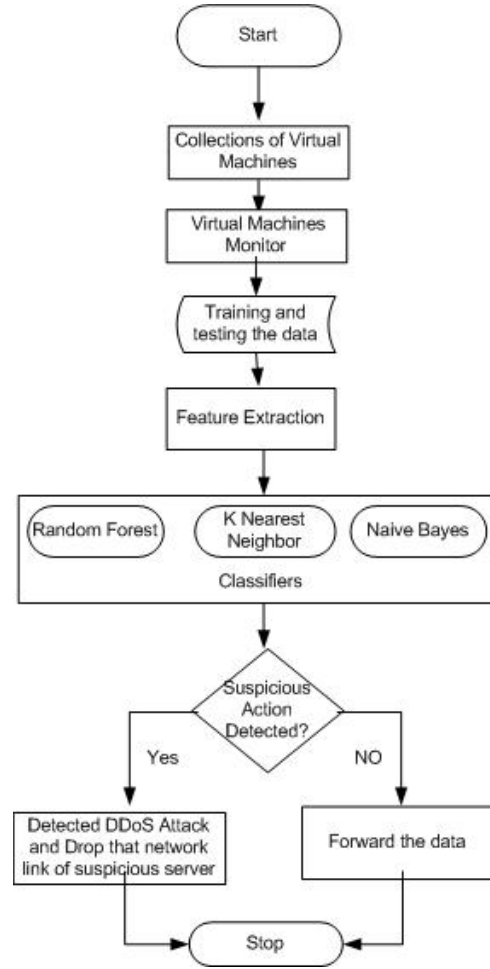 Start
Collections of Virtual
Machines
Virtual Machines
Monitor
Training and
testing the data
Feature Extraction
Random Forest
K Nearest
Neighbor
Naive Bayes
Classifiers
Suspicious
Action
Detected?
Yes
NO
Detected DDoS Attack
and Drop that network
link of suspicious server
Forward the data
Stop